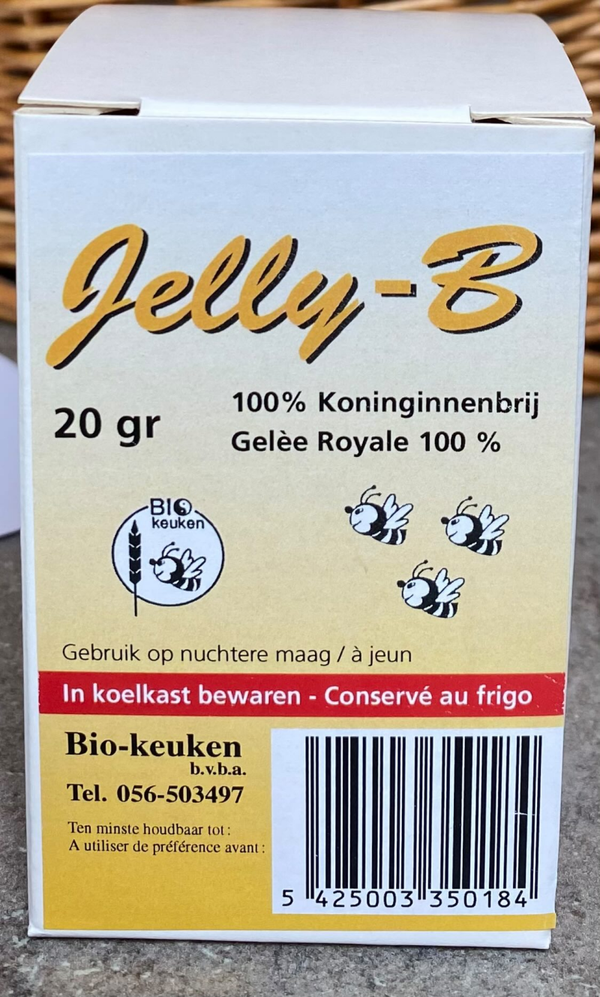 Jelly-B
20 gr
100% Koninginnenbrij
Gelèe Royale 100 %
BIO
keuken
Gebruik op nuchtere maag / à jeun
In koelkast bewaren - Conservé au frigo
Bio-keuken
b.v.b.a.
Tel. 056-503497
Ten minste houdbaar tot :
A utiliser de préférence avant :
5 425003 350184